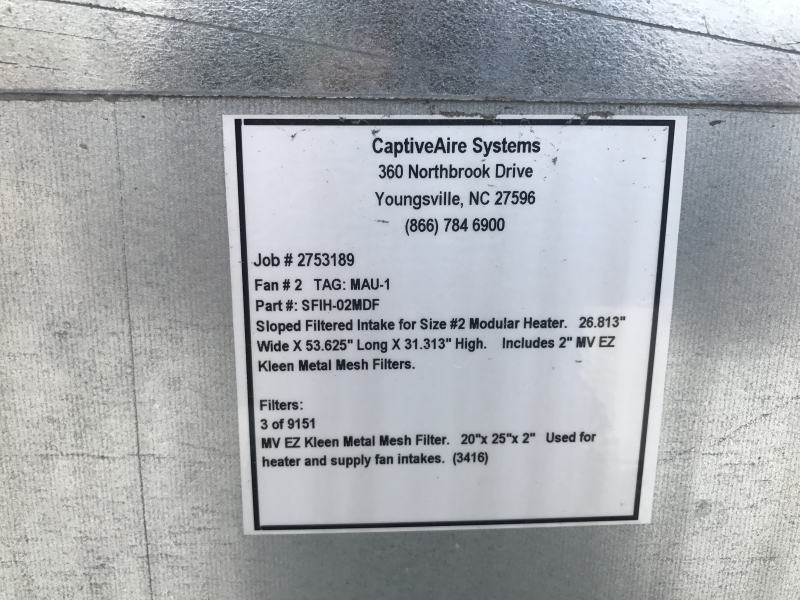 CaptiveAire Systems
360 Northbrook Drive
Youngsville, NC 27596
(866) 784 6900
Job # 2753189
Fan # 2 TAG: MAU-1
Part #: SFIH-02MDF
Sloped Filtered Intake for Size #2 Modular Heater. 26.813"
Wide X 53.625" Long X 31.313" High. Includes 2" MV EZ
Kleen Metal Mesh Filters.
Filters:
3 of 9151
MV EZ Kleen Metal Mesh Filter. 20"x 25"x 2" Used for
heater and supply fan intakes. (3416)